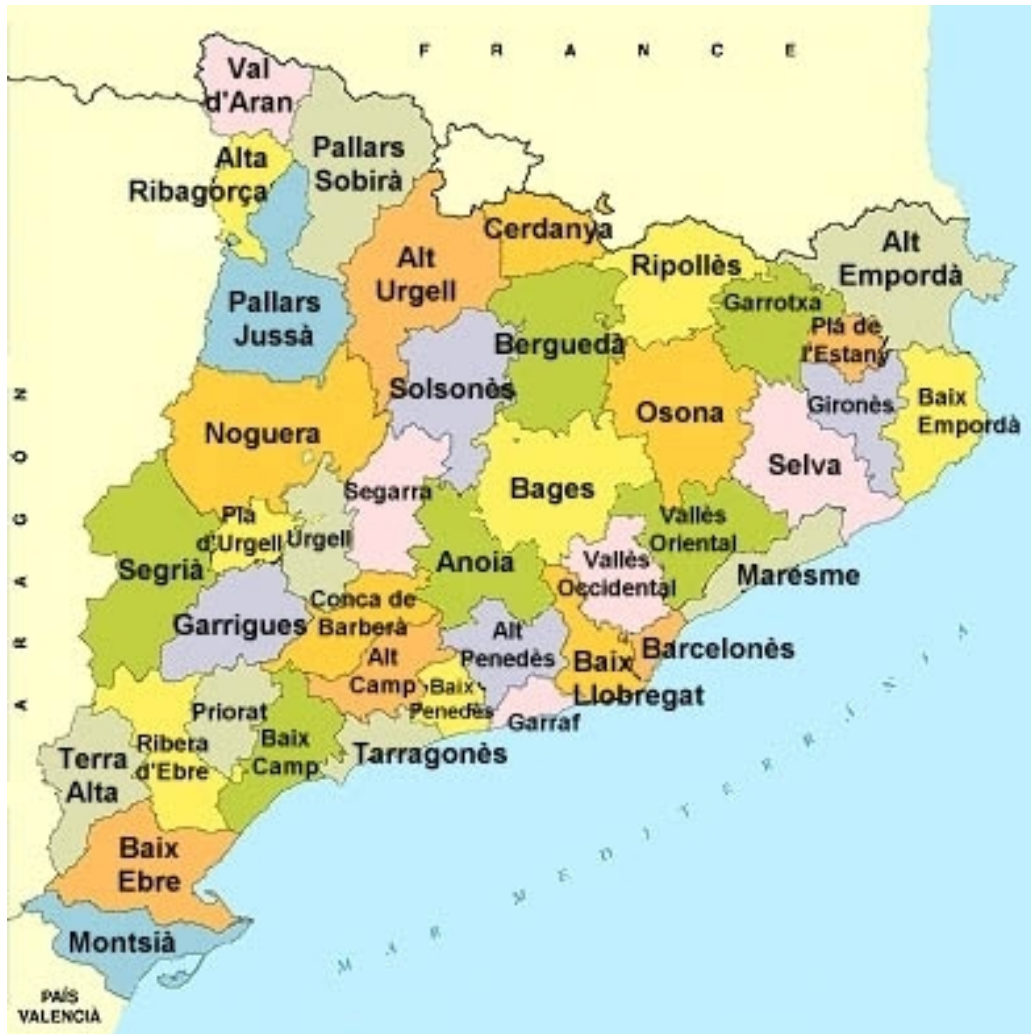 F R A N C E
Val
d'Aran
Pallars
Sobirà
Alta
Ribagorça
Cerdanya
Alt
Urgell
Ripollès
Alt
Empordà
Garrotxa
Pallars
Jussà
Plá de
l'Estany
Berguedà
Solsonès
Osona
Gironès
Baix
Empordà
Noguera
Selva
Segarra
Bages
Pla
d'Urgell
Urgell
Vallès
Oriental
Segrià
Anoia
Vallès
Occidental
Maresme
Conca de
Barberà
Garrigues
Alt
Penedès
Barcelonès
Alt
Camp
Baix
Llobregat
Baix
Penedès
Garraf
Priorat
Baix
Camp
Tarragonès
Ribera
d'Ebre
Terra
Alta
Baix
Ebre
Montsià
ARAGÓN
MAR MEDITERRÀNIA
PAÍS
VALENCIÀ